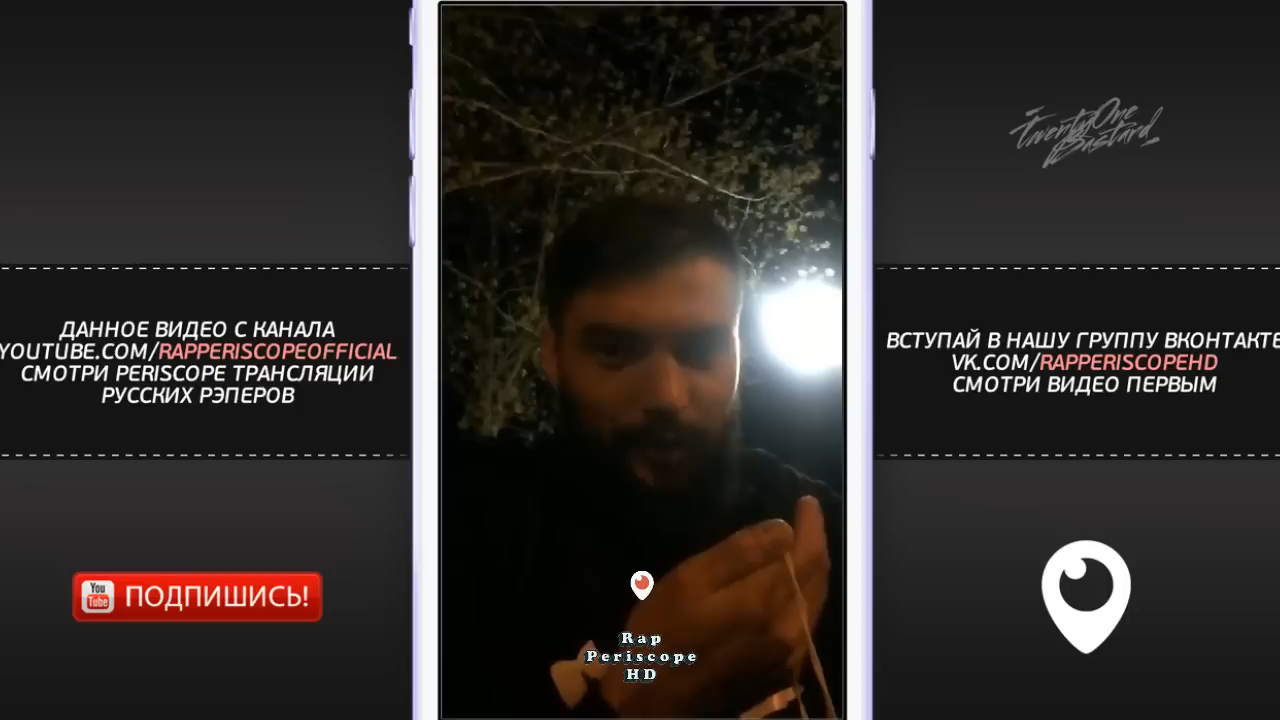 ДАННОЕ ВИДЕО С КАНАЛА
YOUTUBE.COM/RAPPERISCOPEOFFICIAL
СМОТРИ PERISCOPE ТРАНСЛЯЦИИ
РУССКИХ РЭПЕРОВ
You
Tube
ПОДПИШИСЬ!
Rap
Periscope
HD
TwentyOne
Bastard
ВСТУПАЙ В НАШУ ГРУППУ ВКОНТАКТЕ
VK.COM/RAPPERISCOPEHD
СМОТРИ ВИДЕО ПЕРВЫМ